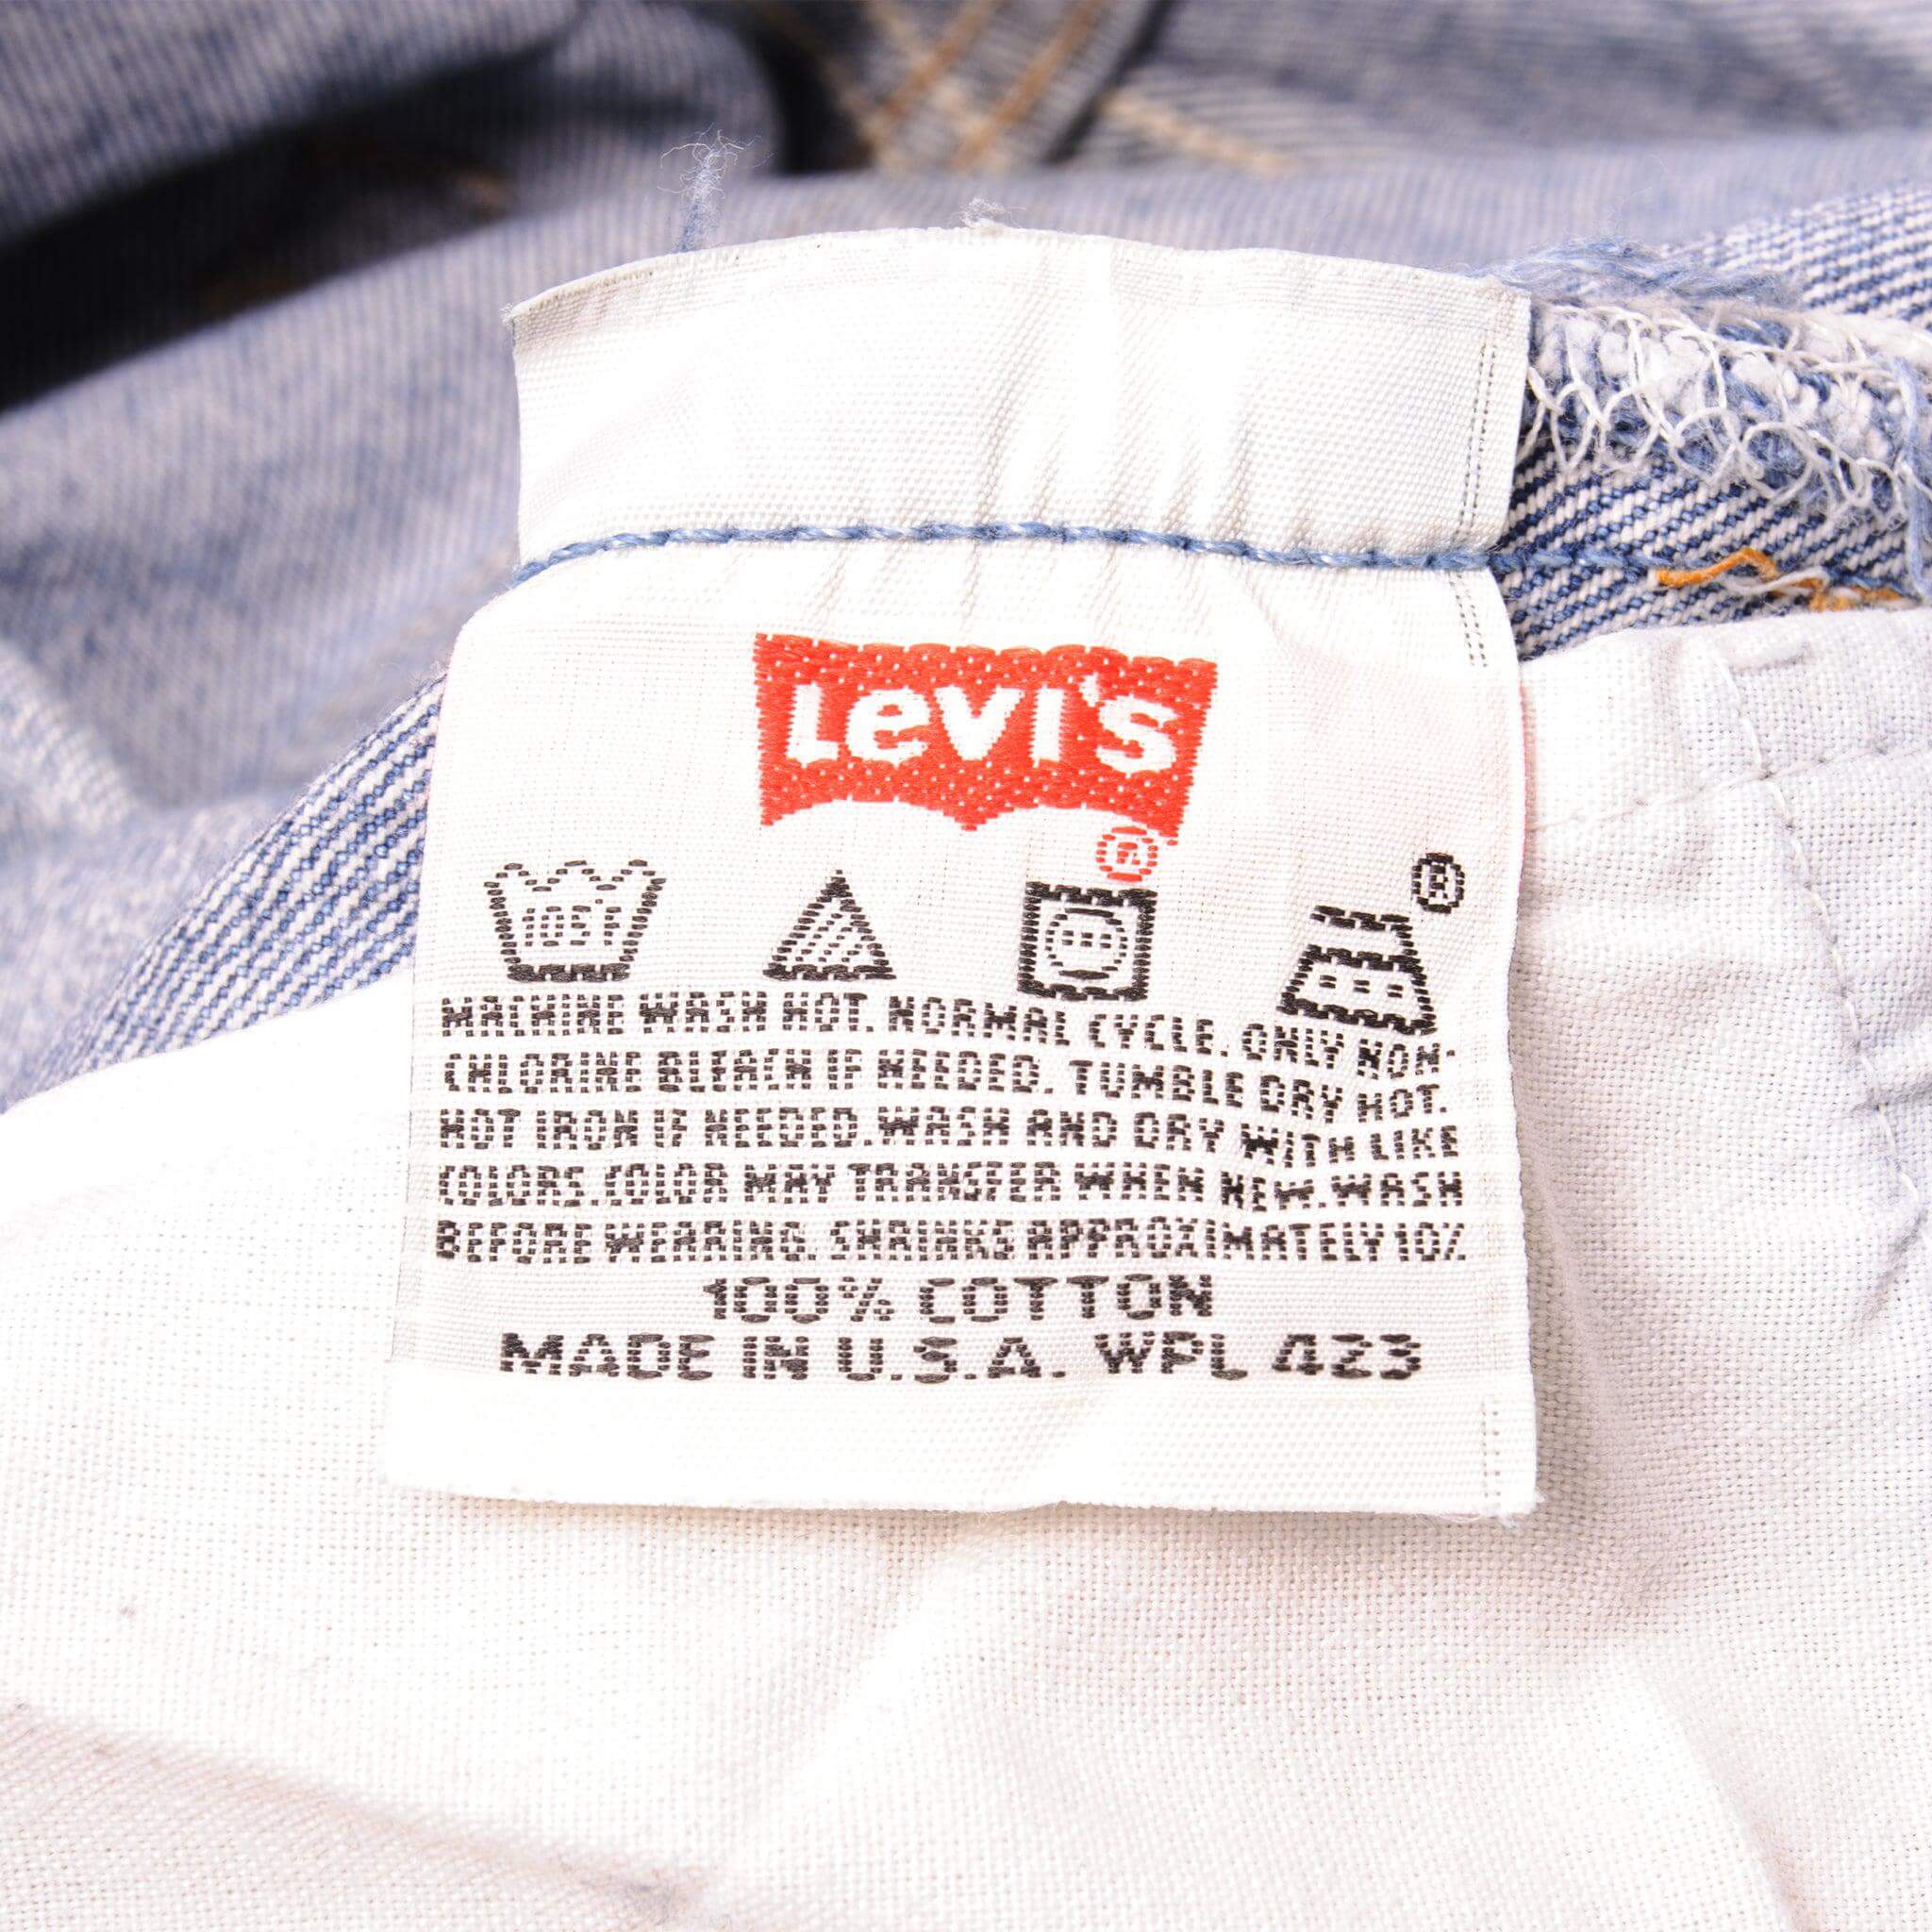 Levi's
®
®
105°F
MACHINE WASH HOT. NORMAL CYCLE. ONLY NON-
CHLORINE BLEACH IF NEEDED. TUMBLE DRY HOT.
HOT IRON IF NEEDED. WASH AND DRY WITH LIKE
COLORS. COLOR MAY TRANSFER WHEN NEW. WASH
BEFORE WEARING. SHRINKS APPROXIMATELY 10%
100% COTTON
MADE IN U.S.A. WPL 423